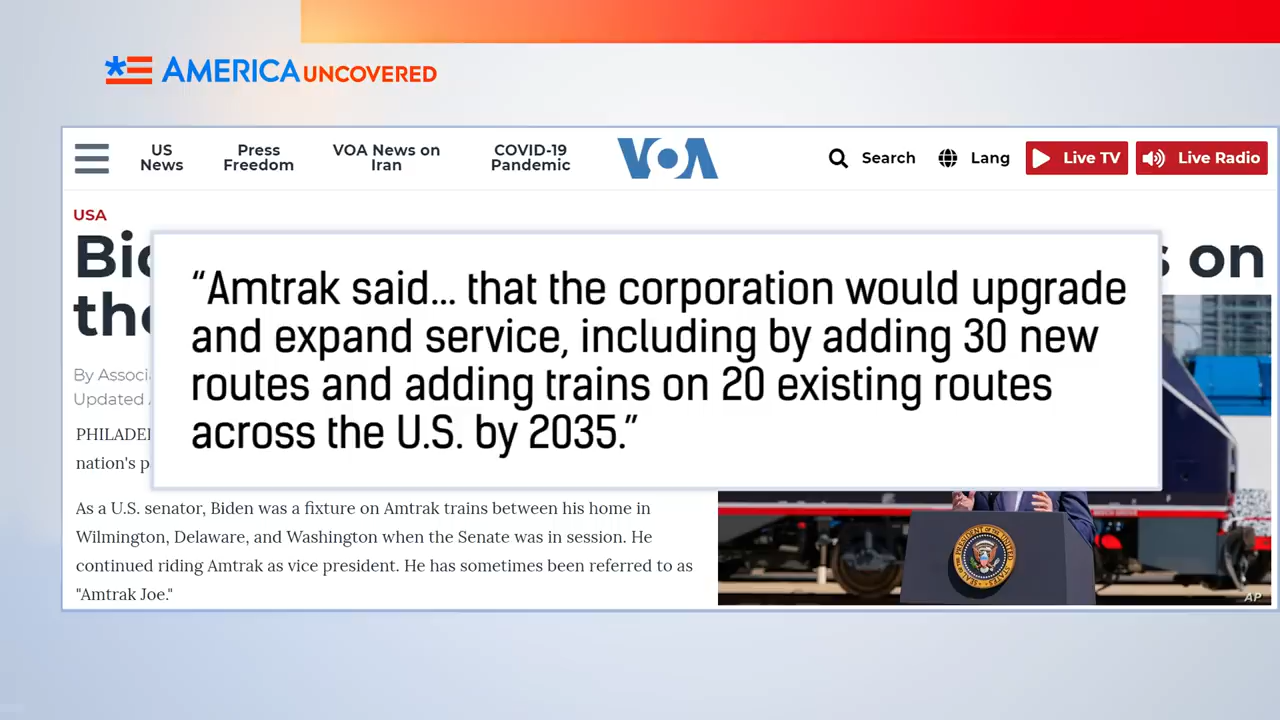 AMERICA UNCOVERED
US News
Press Freedom
VOA News on Iran
COVID-19 Pandemic
VOA
Search
Lang
Live TV
Live Radio
USA
s on
the
“Amtrak said... that the corporation would upgrade
and expand service, including by adding 30 new
routes and adding trains on 20 existing routes
across the U.S. by 2035.”
By
Updated
nation's
As a U.S. senator, Biden was a fixture on Amtrak trains between his home in
Wilmington, Delaware, and Washington when the Senate was in session. He
continued riding Amtrak as vice president. He has sometimes been referred to as
"Amtrak Joe."
AP